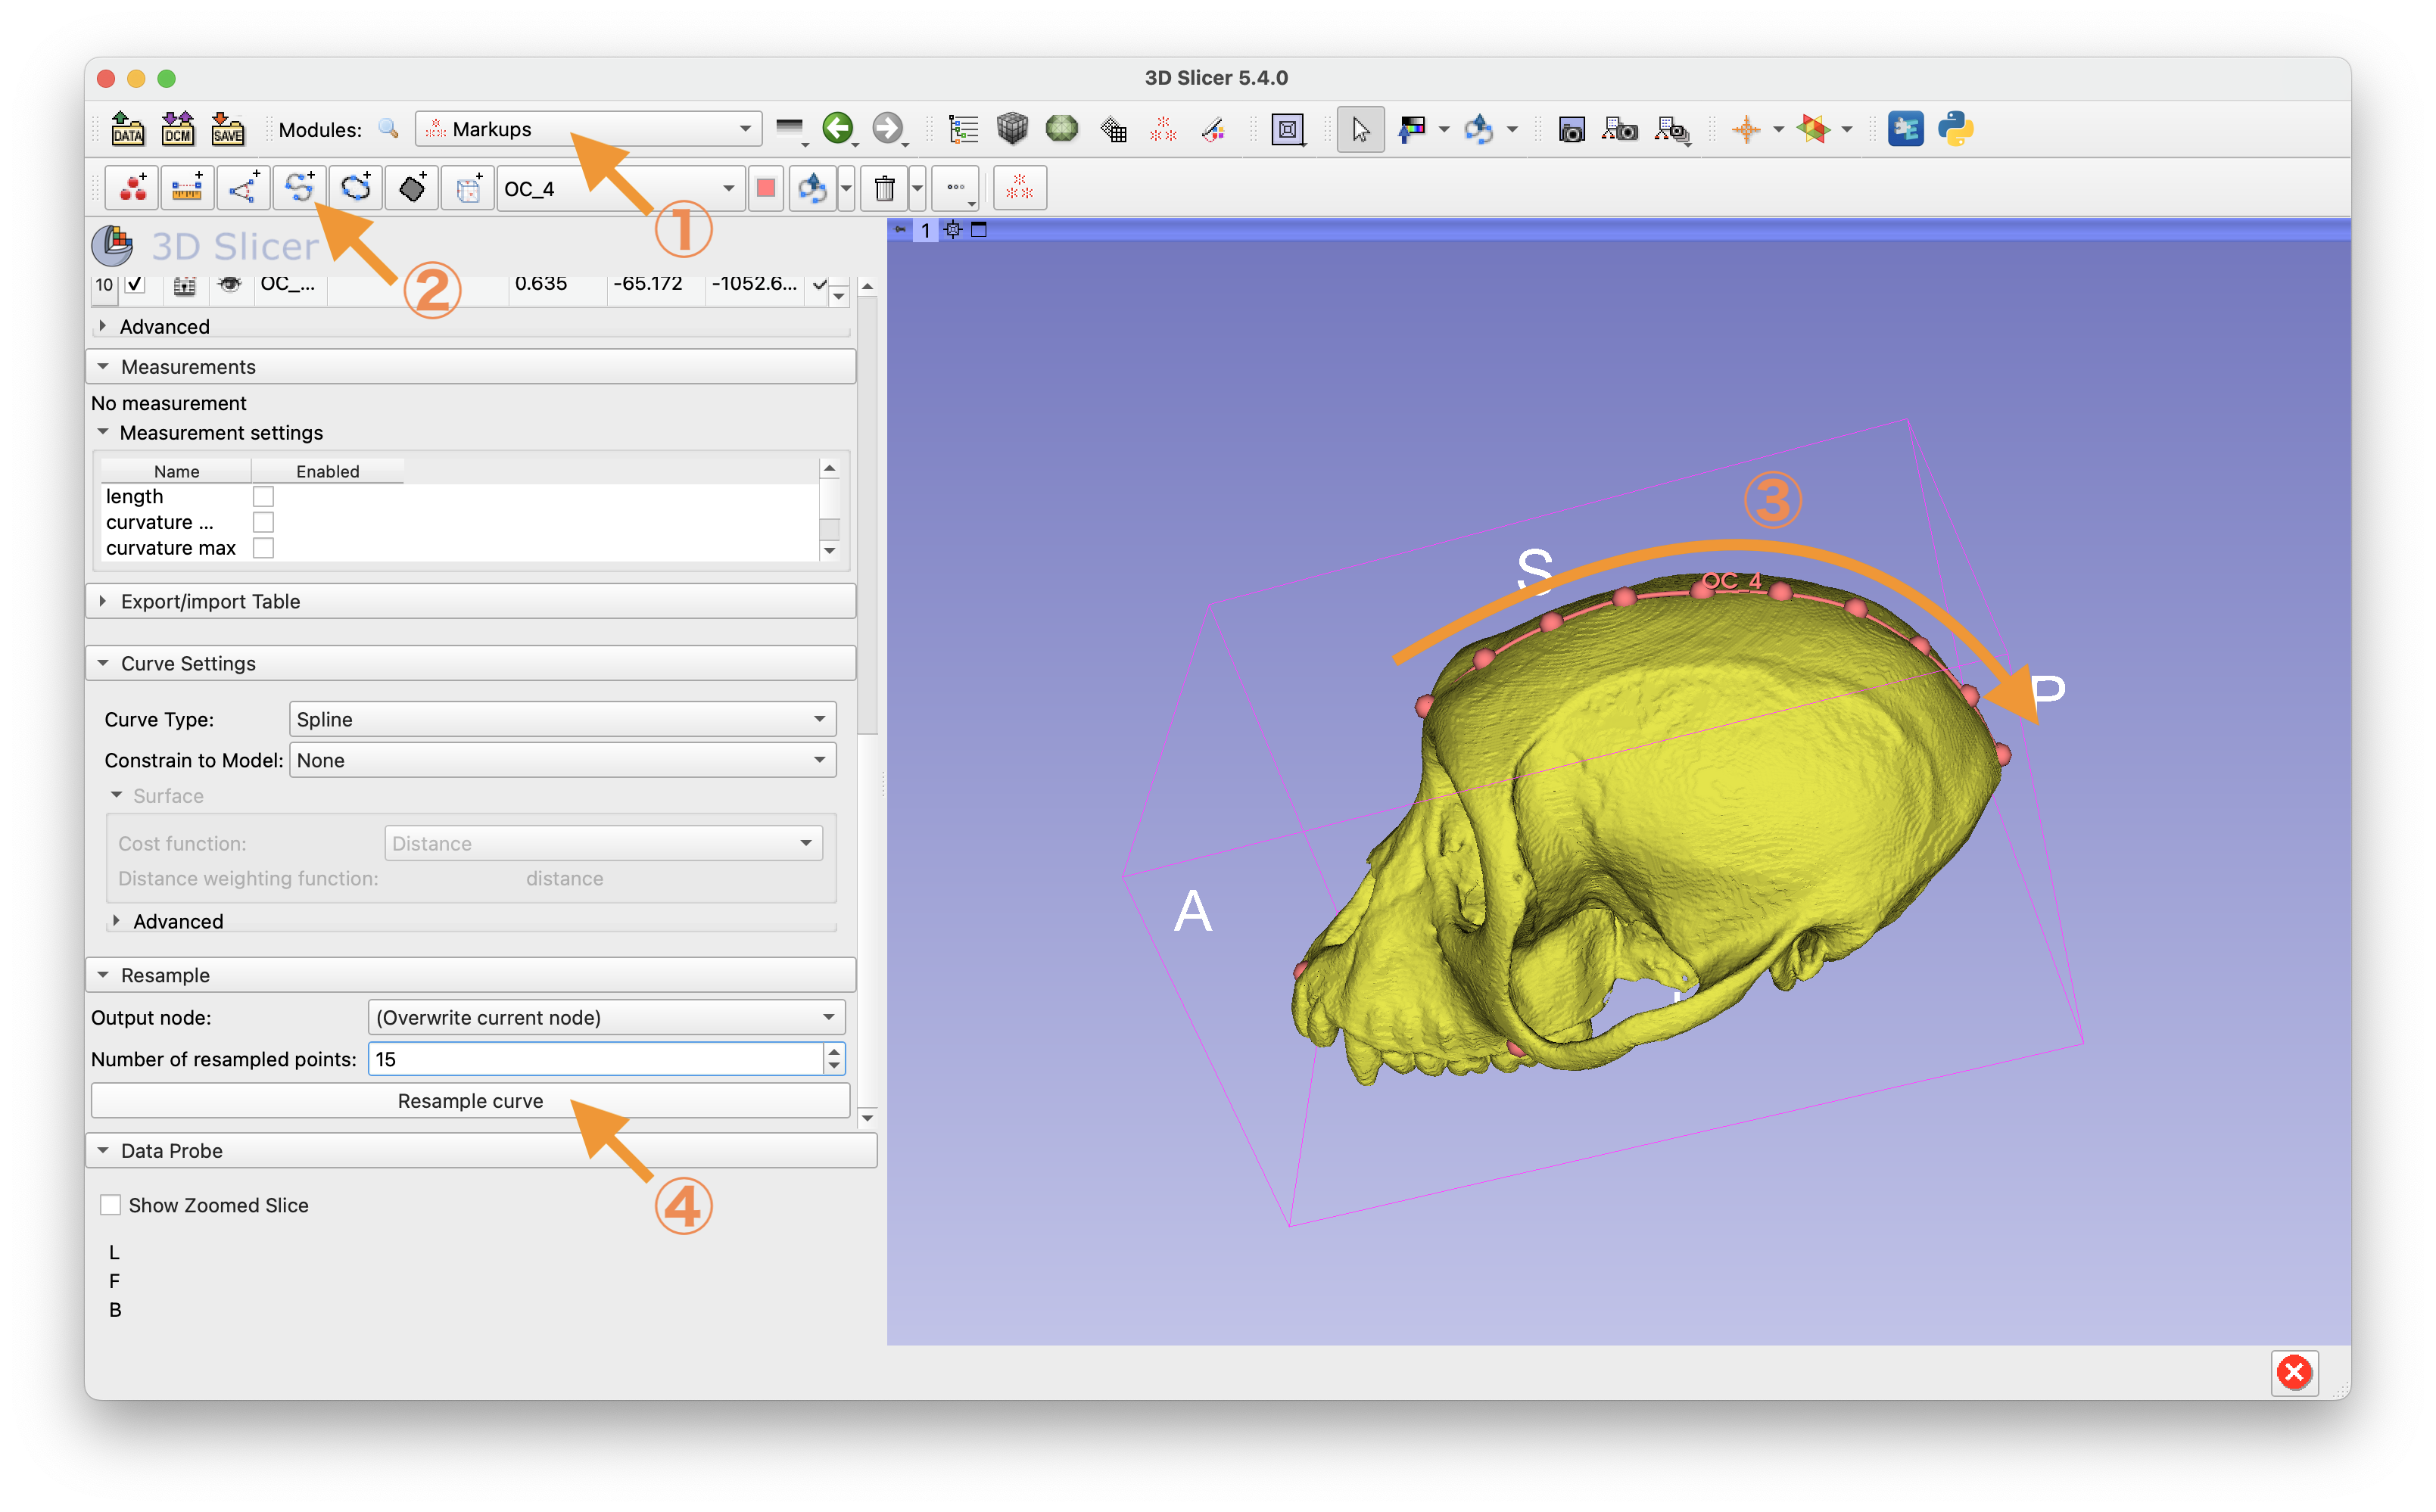 3D Slicer 5.4.0
DATA DCM SAVE Modules: Markups
OC_4
①
②
3D Slicer
1
10 OC_... 0.635 -65.172 -1052.6...
Advanced
Measurements
No measurement
Measurement settings
Name Enabled
length
curvature ...
curvature max
Export/import Table
Curve Settings
Curve Type: Spline
Constrain to Model: None
Surface
Cost function: Distance
Distance weighting function: distance
Advanced
Resample
Output node: (Overwrite current node)
Number of resampled points: 15
Resample curve
④
Data Probe
Show Zoomed Slice
L
F
B
③
S
OC_4
P
A